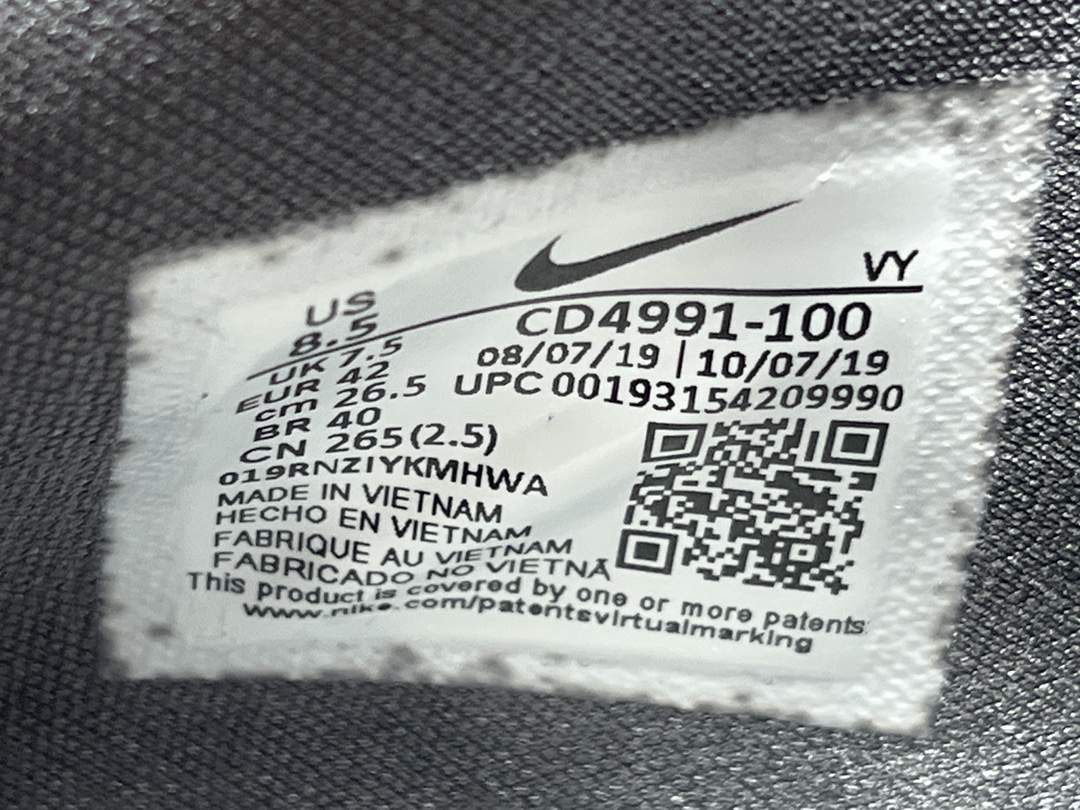 VY
US
8.5
UK 7.5
EUR 42
cm 26.5
BR 40
CN 265(2.5)
CD4991-100
08/07/19 | 10/07/19
UPC 00193154209990
019RNZIYKMHWA
MADE IN VIETNAM
HECHO EN VIETNAM
FABRIQUE AU VIETNAM
FABRICADO NO VIETNÃ
This product is covered by one or more patents
www.nike.com/patentsvirtualmarking